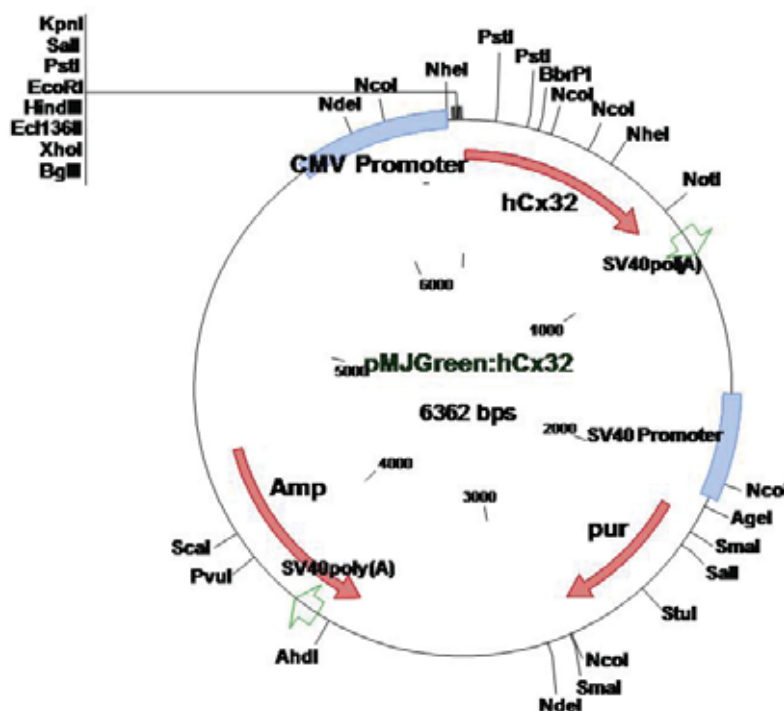 KpnI
SalI
PstI
EcoRI
HindIII
Ecl136II
XhoI
BglII
NdeI
NcoI
NheI
PstI
PstI
BbrPI
NcoI
NcoI
NheI
NotI
CMV Promoter
hCx32
SV40pol(A)
6000
1000
5000
pMJGreen:hCx32
6362 bps
2000
SV40 Promoter
4000
3000
Amp
pur
NcoI
AgeI
SmaI
SalI
StuI
ScaI
PvuI
SV40poly(A)
AhdI
NcoI
SmaI
NdeI